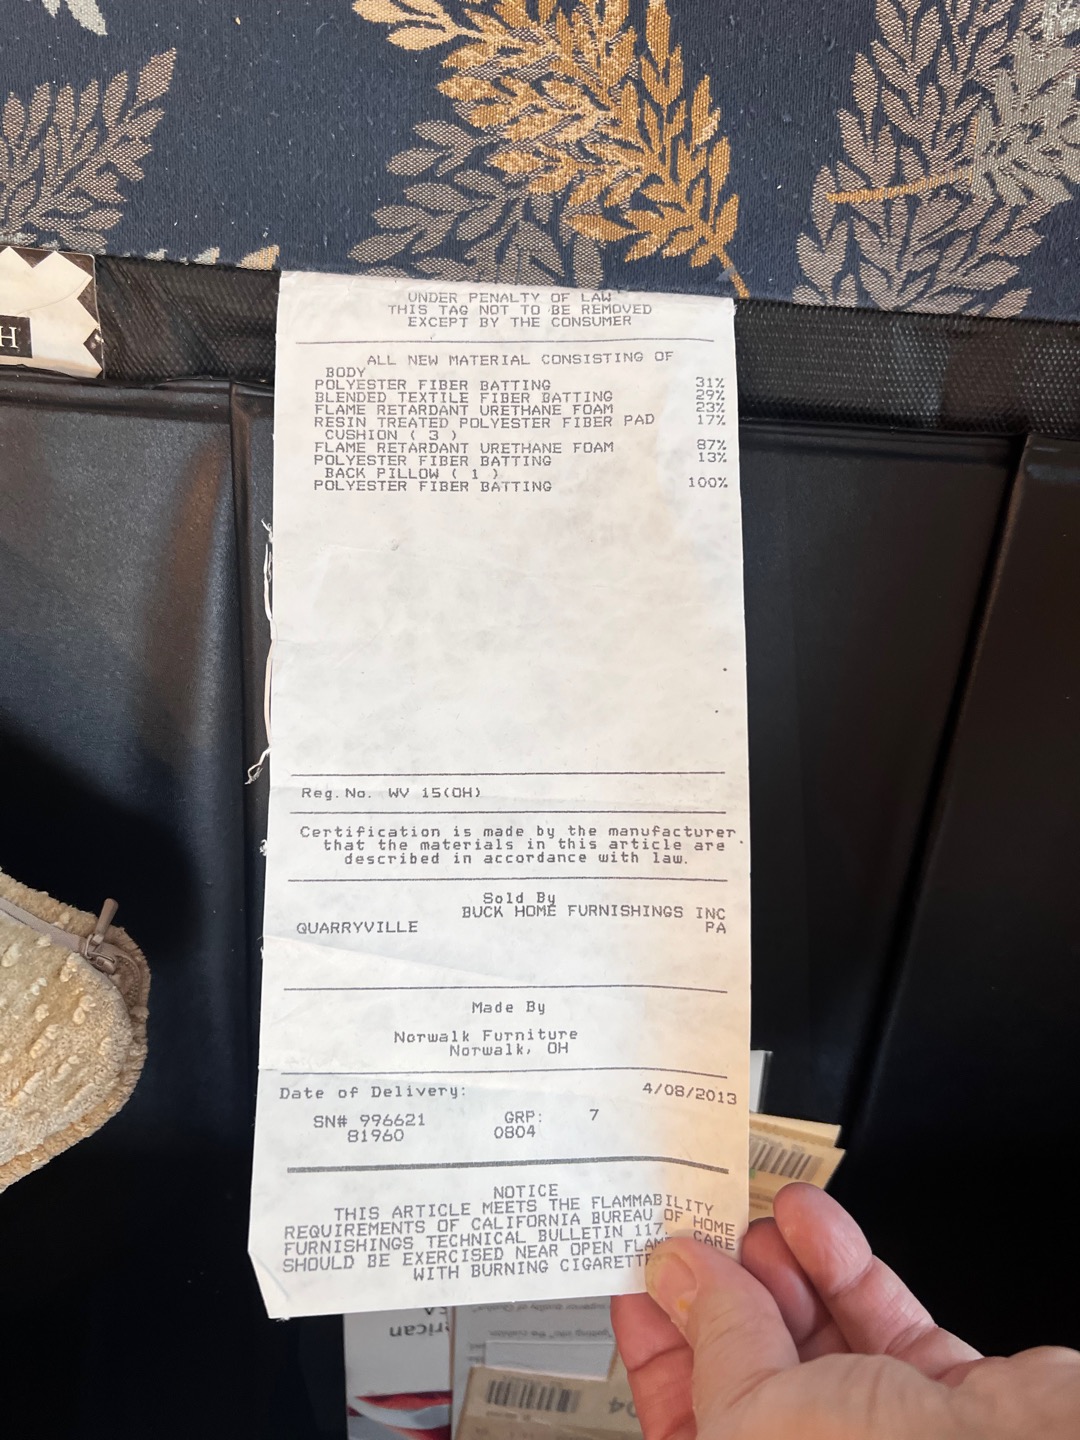 H
UNDER PENALTY OF LAW
THIS TAG NOT TO BE REMOVED
EXCEPT BY THE CONSUMER
ALL NEW MATERIAL CONSISTING OF
BODY
POLYESTER FIBER BATTING 31%
BLENDED TEXTILE FIBER BATTING 29%
FLAME RETARDANT URETHANE FOAM 23%
RESIN TREATED POLYESTER FIBER PAD 17%
CUSHION ( 3 )
FLAME RETARDANT URETHANE FOAM 87%
POLYESTER FIBER BATTING 13%
BACK PILLOW ( 1 )
POLYESTER FIBER BATTING 100%
Reg. No. WV 15(OH)
Certification is made by the manufacturer
that the materials in this article are
described in accordance with law.
Sold By
BUCK HOME FURNISHINGS INC
QUARRYVILLE PA
Made By
Norwalk Furniture
Norwalk, OH
Date of Delivery: 4/08/2013
SN# 996621 GRP: 7
81960 0804
NOTICE
THIS ARTICLE MEETS THE FLAMMABILITY
REQUIREMENTS OF CALIFORNIA BUREAU OF HOME
FURNISHINGS TECHNICAL BULLETIN 117. CARE
SHOULD BE EXERCISED NEAR OPEN FLAM RE
WITH BURNING CIGARETT
rican
04